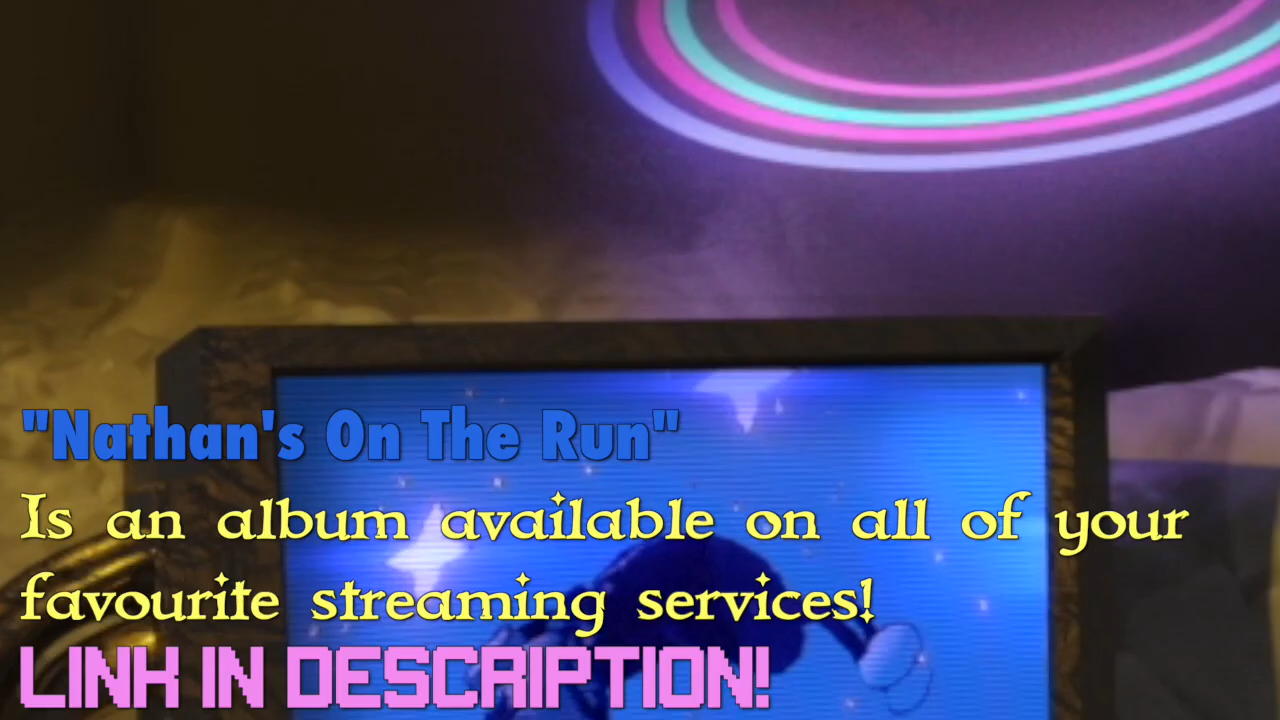 "Nathan's On The Run"
Is an album available on all of your
favourite streaming services!
LINK IN DESCRIPTION!